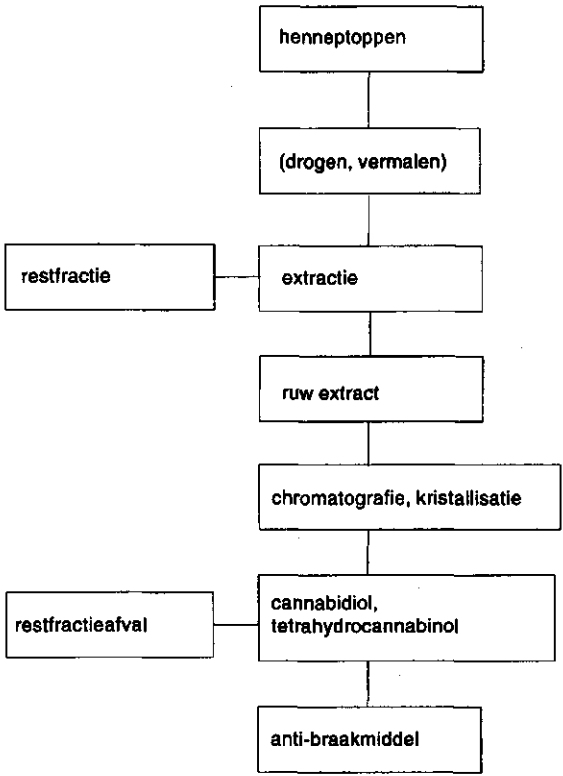 henneptoppen
(drogen, vermalen)
restfractie
extractie
ruw extract
chromatografie, kristallisatie
cannabidiol,
tetrahydrocannabinol
restfractieafval
anti-braakmiddel